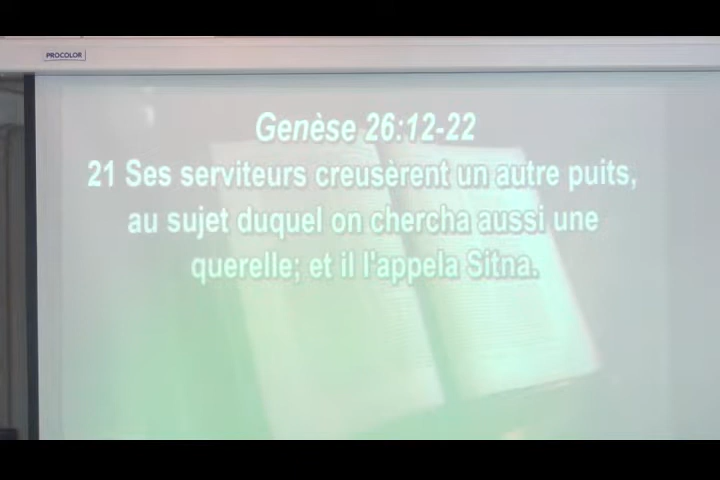 PROCOLOR
Genèse 26:12-22
21 Ses serviteurs creusèrent un autre puits,
au sujet duquel on chercha aussi une
querelle; et il l'appela Sitna.